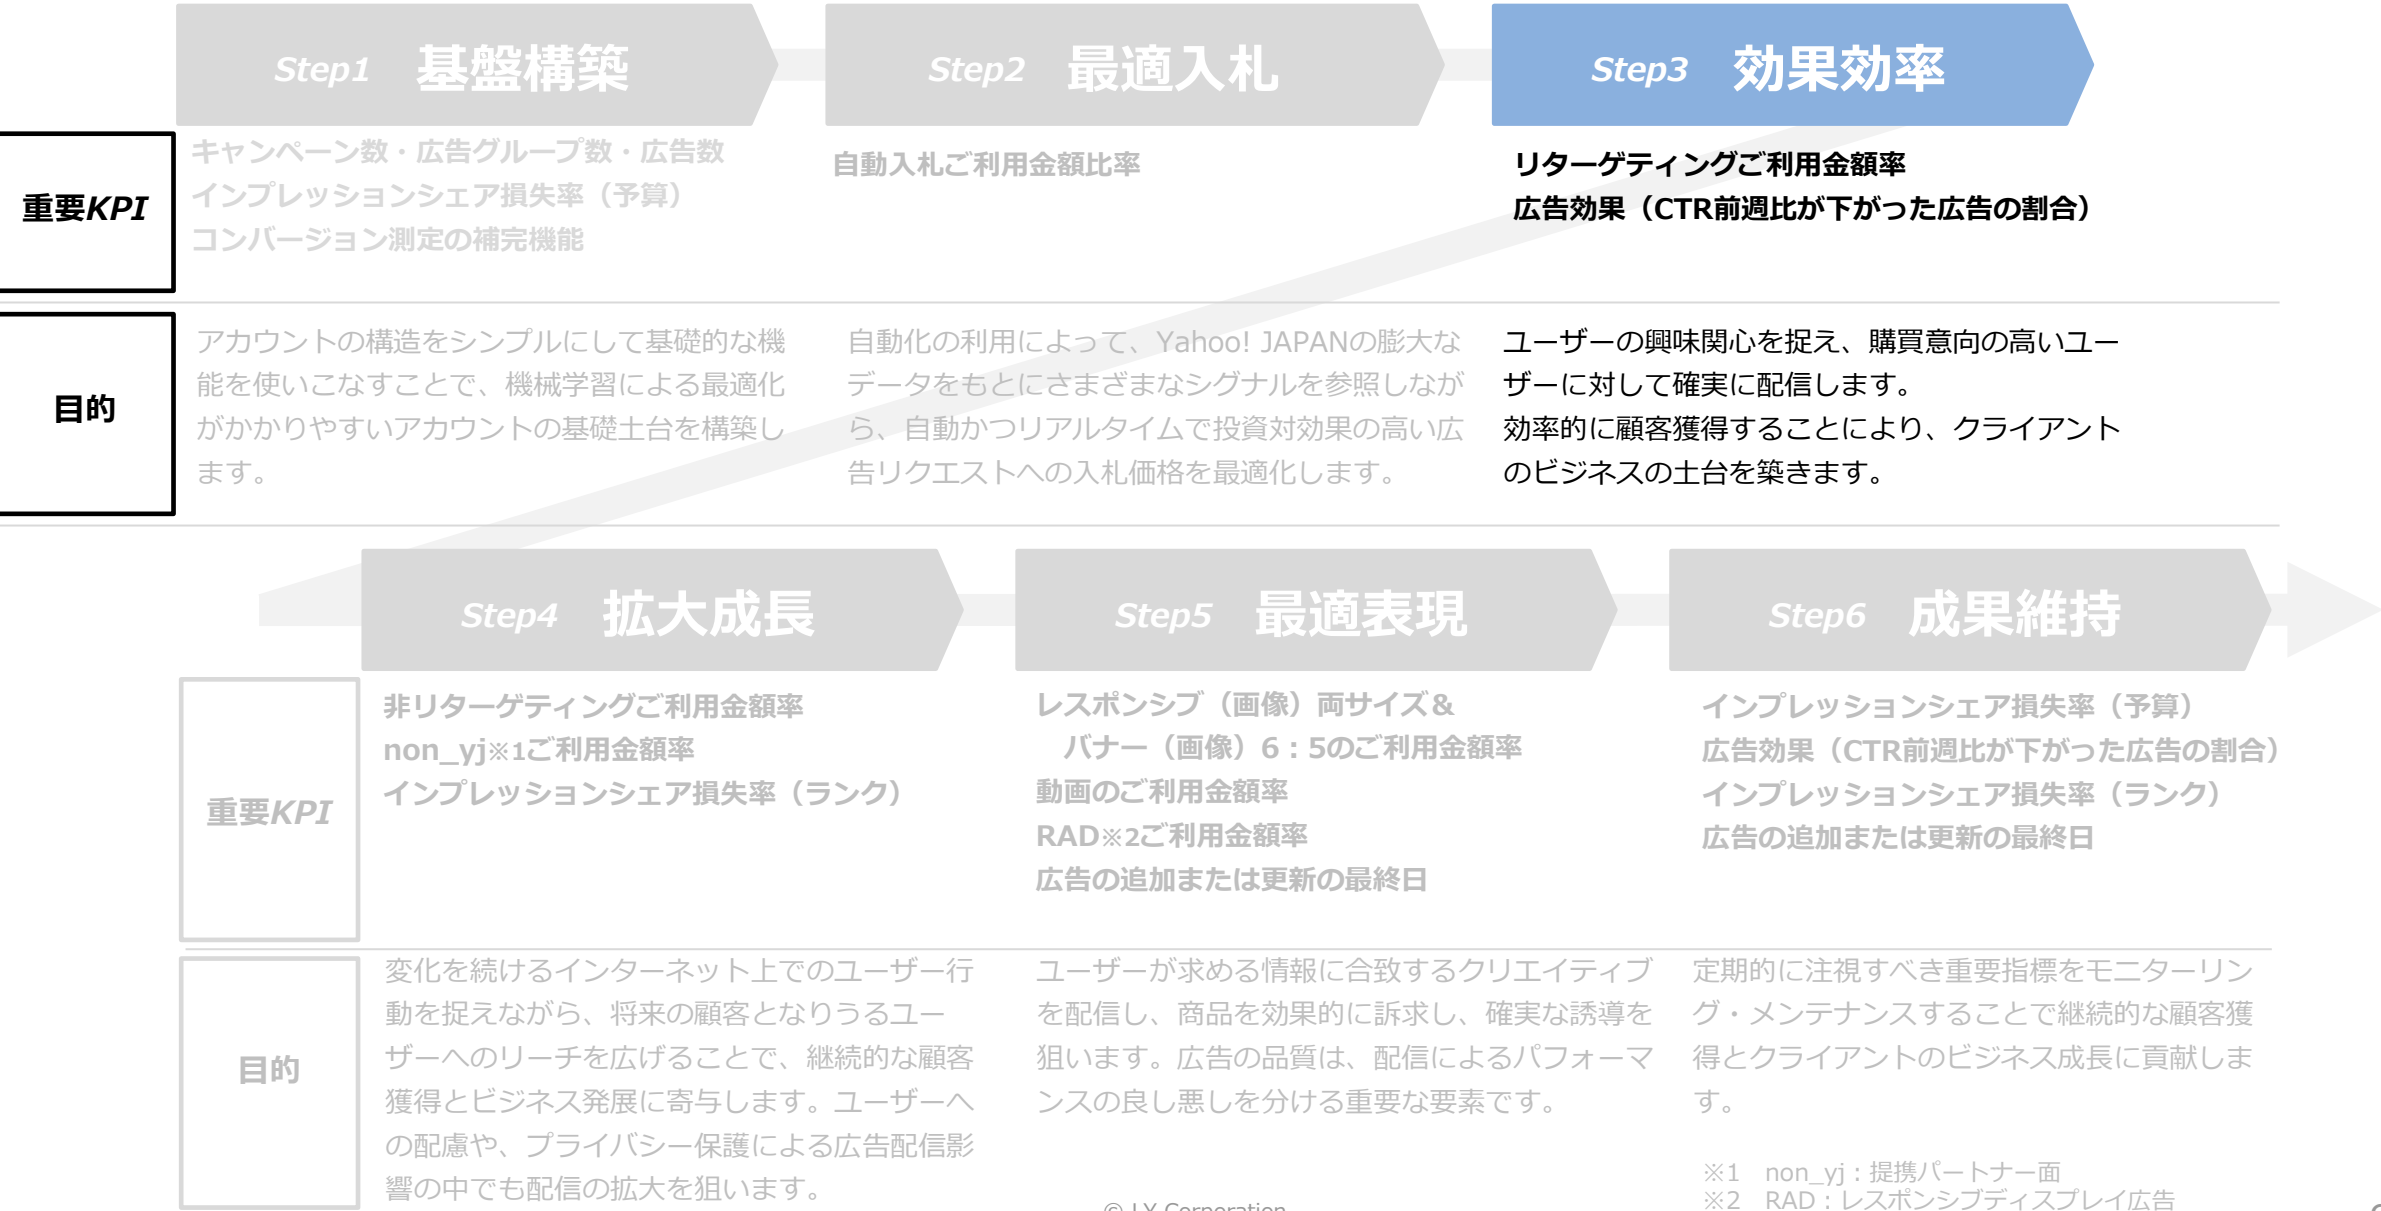 Step1 基盤構築
Step2 最適入札
Step3 効果効率
重要KPI
キャンペーン数・広告グループ数・広告数
インプレッションシェア損失率（予算）
コンバージョン測定の補完機能
自動入札ご利用金額比率
リターゲティングご利用金額率
広告効果（CTR前週比が下がった広告の割合）
目的
アカウントの構造をシンプルにして基礎的な機
能を使いこなすことで、機械学習による最適化
がかかりやすいアカウントの基礎土台を構築し
ます。
自動化の利用によって、Yahoo! JAPANの膨大な
データをもとにさまざまなシグナルを参照しなが
ら、自動かつリアルタイムで投資対効果の高い広
告リクエストへの入札価格を最適化します。
ユーザーの興味関心を捉え、購買意向の高いユー
ザーに対して確実に配信します。
効率的に顧客獲得することにより、クライアント
のビジネスの土台を築きます。
Step4 拡大成長
Step5 最適表現
Step6 成果維持
重要KPI
非リターゲティングご利用金額率
non_yj※1ご利用金額率
インプレッションシェア損失率（ランク）
レスポンシブ（画像）両サイズ＆
バナー（画像）6：5のご利用金額率
動画のご利用金額率
RAD※2ご利用金額率
広告の追加または更新の最終日
インプレッションシェア損失率（予算）
広告効果（CTR前週比が下がった広告の割合）
インプレッションシェア損失率（ランク）
広告の追加または更新の最終日
目的
変化を続けるインターネット上でのユーザー行
動を捉えながら、将来の顧客となりうるユー
ザーへのリーチを広げることで、継続的な顧客
獲得とビジネス発展に寄与します。ユーザーへ
の配慮や、プライバシー保護による広告配信影
響の中でも配信の拡大を狙います。
ユーザーが求める情報に合致するクリエイティブ
を配信し、商品を効果的に訴求し、確実な誘導を
狙います。広告の品質は、配信によるパフォーマ
ンスの良し悪しを分ける重要な要素です。
定期的に注視すべき重要指標をモニターリン
グ・メンテナンスすることで継続的な顧客獲
得とクライアントのビジネス成長に貢献しま
す。
※1 non_yj：提携パートナー面
※2 RAD：レスポンシブディスプレイ広告
© LY Corporation